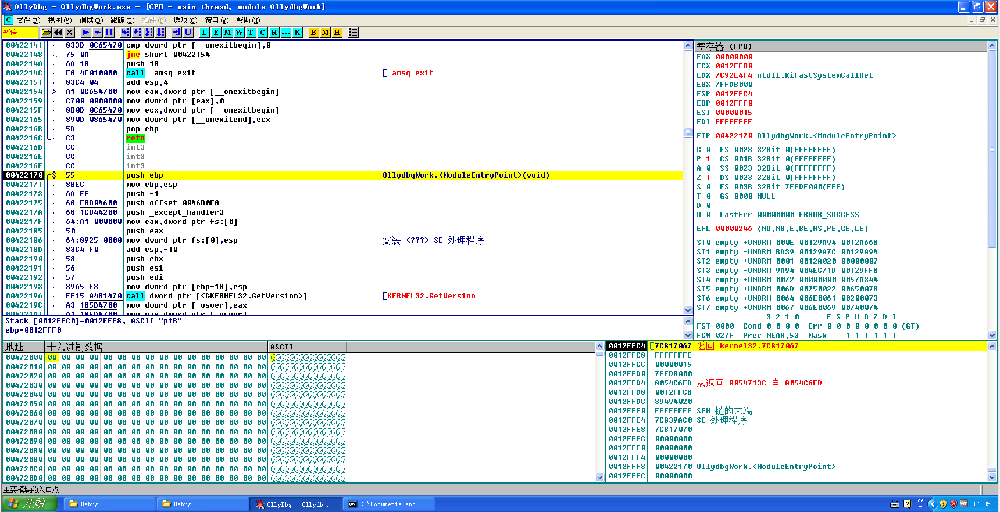 OllyDbg - OllydbgWork.exe - [CPU - main thread, module OllydbgWork]
C 文件(F) 视图(V) 调试(D) 跟踪(T) 插件(P) 选项(O) 窗口(W) 帮助(H)
暂停 L E M W T C R ... K B M H
00422141 · 833D 0C654700 cmp dword ptr [__onexitbegin],0
00422148 · 75 0A jne short 00422154
0042214A · 6A 18 push 18
0042214C · E8 4F010000 call _amsg_exit [_amsg_exit
00422151 · 83C4 04 add esp,4
00422154 > A1 0C654700 mov eax,dword ptr [__onexitbegin]
00422159 · C700 00000000 mov dword ptr [eax],0
0042215F · 8B0D 0C654700 mov ecx,dword ptr [__onexitbegin]
00422165 · 890D 08654700 mov dword ptr [__onexitend],ecx
0042216B · 5D pop ebp
0042216C · C3 retn
0042216D CC int3
0042216E CC int3
0042216F CC int3
00422170 $ 55 push ebp OllydbgWork.<ModuleEntryPoint>(void)
00422171 · 8BEC mov ebp,esp
00422173 · 6A FF push -1
00422175 · 68 F8B04600 push offset 0046B0F8
0042217A · 68 1CB44200 push _except_handler3
0042217F · 64:A1 0000000 mov eax,dword ptr fs:[0]
00422185 · 50 push eax
00422186 · 64:8925 00000 mov dword ptr fs:[0],esp 安装 <???> SE 处理程序
0042218D · 83C4 F0 add esp,-10
00422190 · 53 push ebx
00422191 · 56 push esi
00422192 · 57 push edi
00422193 · 8965 E8 mov dword ptr [ebp-18],esp
00422196 · FF15 A4814700 call dword ptr [<&KERNEL32.GetVersion>] [KERNEL32.GetVersion
0042219C · A3 185D4700 mov dword ptr [_osver],eax
004221A1 · A1 185D4700 mov eax,dword ptr [_osver]
Stack [0012FFC0]=0012FFF8, ASCII "p!B"
ebp=0012FFF0
寄存器 (FPU)
EAX 00000000
ECX 0012FFB0
EDX 7C92E4F4 ntdll.KiFastSystemCallRet
EBX 7FFDB000
ESP 0012FFC4
EBP 0012FFF0
ESI 00000015
EDI FFFFFFFE
EIP 00422170 OllydbgWork.<ModuleEntryPoint>
C 0 ES 0023 32Bit 0(FFFFFFFF)
P 1 CS 001B 32Bit 0(FFFFFFFF)
A 0 SS 0023 32Bit 0(FFFFFFFF)
Z 1 DS 0023 32Bit 0(FFFFFFFF)
S 0 FS 003B 32Bit 7FFDF000(FFF)
T 0 GS 0000 NULL
D 0
O 0 LastErr 00000000 ERROR_SUCCESS
EFL 00000246 (NO,NB,E,BE,NS,PE,GE,LE)
ST0 empty +UNORM 000E 00129A94 0012A668
ST1 empty -UNORM BD39 00129A7C 00129A94
ST2 empty +UNORM 0001 0012A020 00000007
ST3 empty -UNORM 9A94 004EC71D 00129FF8
ST4 empty +UNORM 0072 00000000 0057A344
ST5 empty +UNORM 006D 00750022 00650078
ST6 empty +UNORM 0064 006E0061 00200073
ST7 empty +UNORM 0067 006E0069 00740074
3 2 1 0 E S P U O Z D I
FST 0000 Cond 0 0 0 0 Err 0 0 0 0 0 0 0 0 (GT)
FCW 027F Prec NEAR,53 Mask 1 1 1 1 1 1
地址 十六进制数据 ASCII
00472000 00 00 00 00 00 00 00 00 00 00 00 00 00 00 00 00 @@@@@@@@@@@@@@@@
00472010 00 00 00 00 00 00 00 00 00 00 00 00 00 00 00 00 @@@@@@@@@@@@@@@@
00472020 00 00 00 00 00 00 00 00 00 00 00 00 00 00 00 00 @@@@@@@@@@@@@@@@
00472030 00 00 00 00 00 00 00 00 00 00 00 00 00 00 00 00 @@@@@@@@@@@@@@@@
00472040 00 00 00 00 00 00 00 00 00 00 00 00 00 00 00 00 @@@@@@@@@@@@@@@@
00472050 00 00 00 00 00 00 00 00 00 00 00 00 00 00 00 00 @@@@@@@@@@@@@@@@
00472060 00 00 00 00 00 00 00 00 00 00 00 00 00 00 00 00 @@@@@@@@@@@@@@@@
00472070 00 00 00 00 00 00 00 00 00 00 00 00 00 00 00 00 @@@@@@@@@@@@@@@@
00472080 00 00 00 00 00 00 00 00 00 00 00 00 00 00 00 00 @@@@@@@@@@@@@@@@
00472090 00 00 00 00 00 00 00 00 00 00 00 00 00 00 00 00 @@@@@@@@@@@@@@@@
004720A0 00 00 00 00 00 00 00 00 00 00 00 00 00 00 00 00 @@@@@@@@@@@@@@@@
004720B0 00 00 00 00 00 00 00 00 00 00 00 00 00 00 00 00 @@@@@@@@@@@@@@@@
004720C0 00 00 00 00 00 00 00 00 00 00 00 00 00 00 00 00 @@@@@@@@@@@@@@@@
004720D0 00 00 00 00 00 00 00 00 00 00 00 00 00 00 00 00 @@@@@@@@@@@@@@@@
0012FFC4 [7C817067 返回 kernel32.7C817067
0012FFC8 FFFFFFFE
0012FFCC 00000015
0012FFD0 7FFDB000
0012FFD4 8054C6ED 从返回 8054713C 自 8054C6ED
0012FFD8 0012FFC8
0012FFDC 89494020
0012FFE0 FFFFFFFF SEH 链的末端
0012FFE4 7C839AC0 SE 处理程序
0012FFE8 7C817070
0012FFEC 00000000
0012FFF0 00000000
0012FFF4 00000000
0012FFF8 00422170 OllydbgWork.<ModuleEntryPoint>
0012FFFC 00000000
主要模块的入口点
开始 Debug Debug OllyDbg - Ollydb... C:\Documents and... 17:05